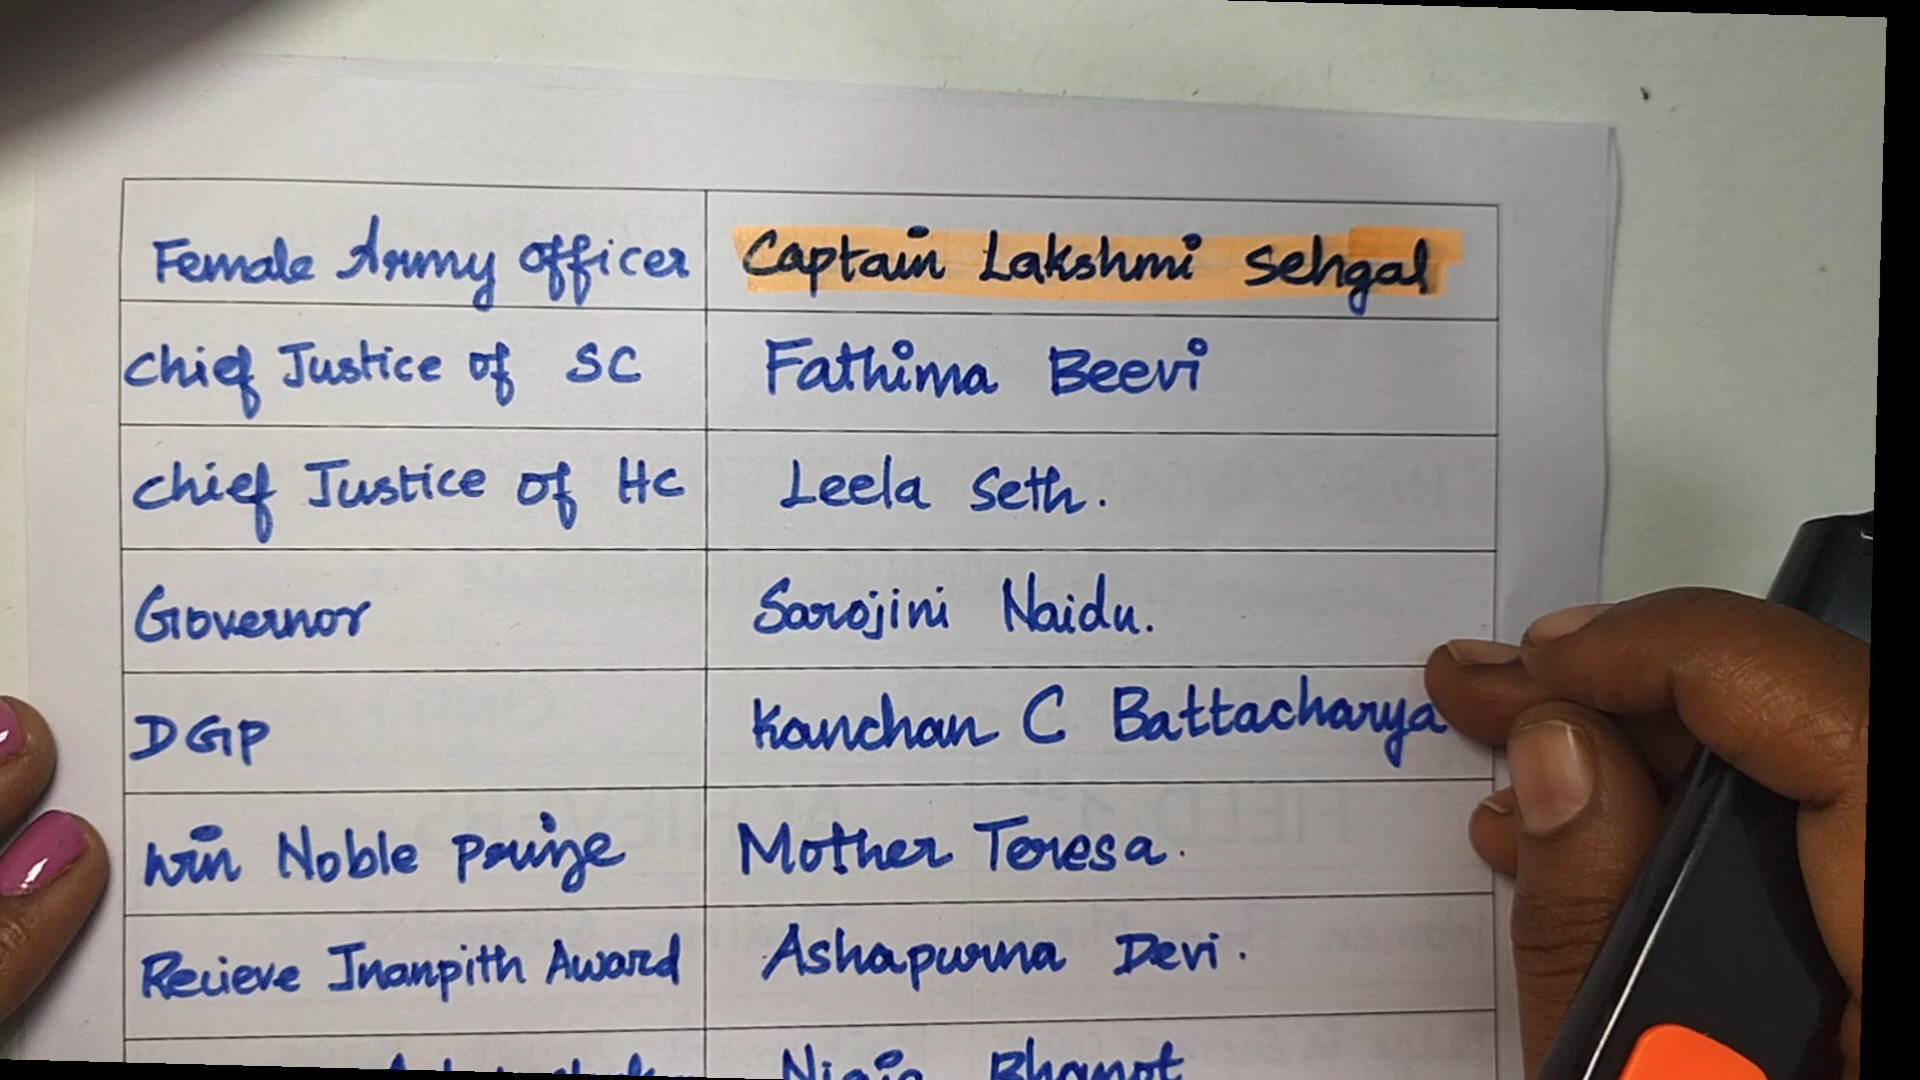 Female Army Officer Captain Lakshmi Sehgal
Chief Justice of SC Fathima Beevi
Chief Justice of HC Leela Seth.
Governor Sarojini Naidu.
DGP Kanchan C Battacharya
Win Noble Prize Mother Teresa.
Recieve Jnanpith Award Ashapurna Devi.
Bhanot